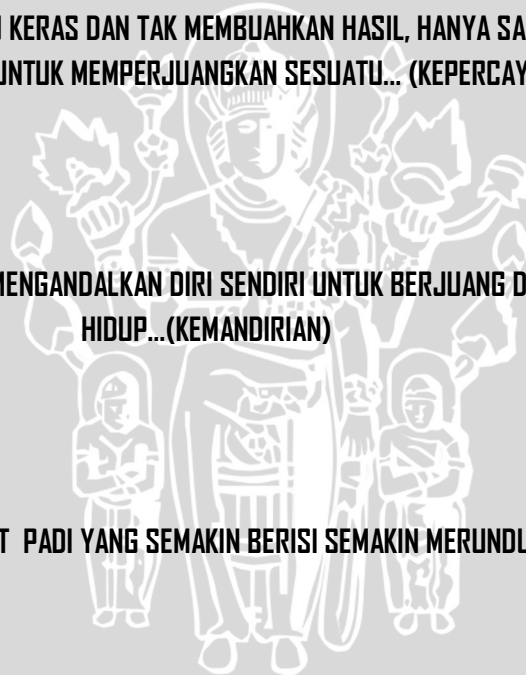 KERAS DAN TAK MEMBUAHKAN HASIL, HANYA SA
UNTUK MEMPERJUANGKAN SESUATU... (KEPERCAY
MENGANDALKAN DIRI SENDIRI UNTUK BERJUANG D
HIDUP...(KEMANDIRIAN)
T PADI YANG SEMAKIN BERISI SEMAKIN MERUNDU